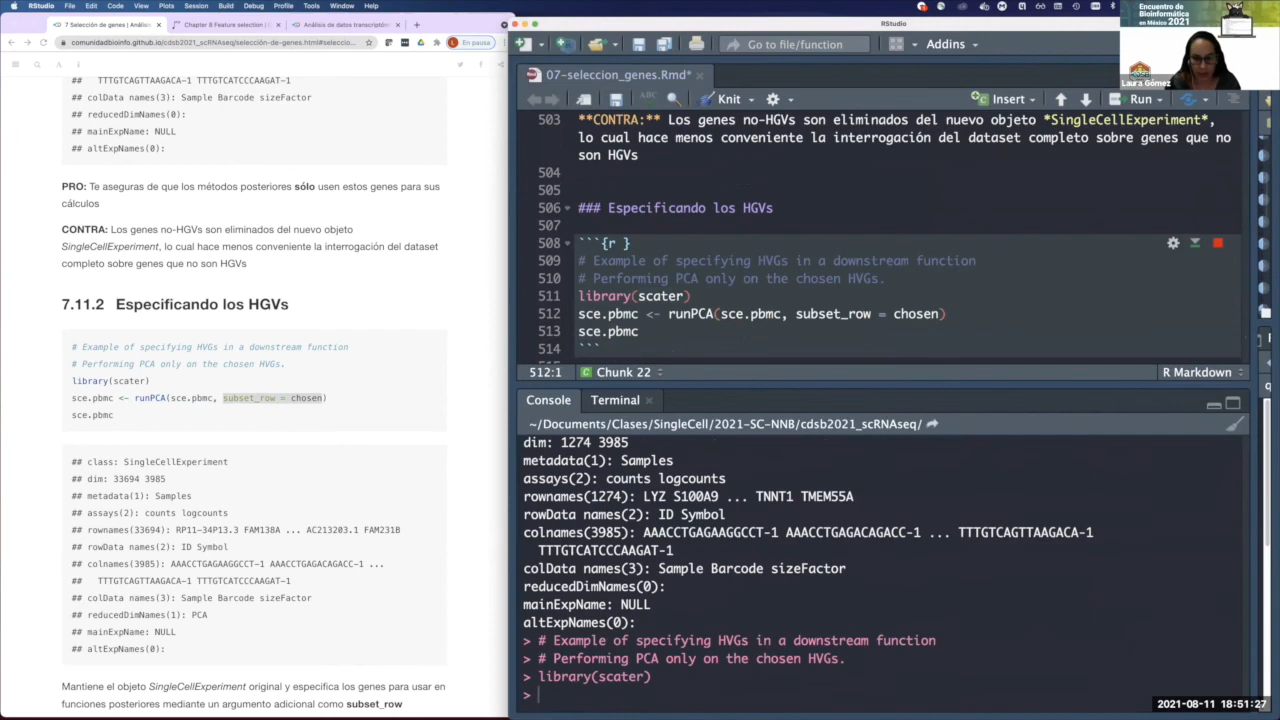 RStudio File Edit Code View Plots Session Build Debug Profile Tools Window Help
7 Selección de genes | Análisis
Chapter 8 Feature selection |
Análisis de datos transcriptóm
comunidadbioinfo.github.io/cdsb2021_scRNAseq/selección-de-genes.html#seleccio...
En pausa
## TTTGTCAGTTAAGACA-1 TTTGTCATCCCAAGAT-1
## colData names(3): Sample Barcode sizeFactor
## reducedDimNames(0):
## mainExpName: NULL
## altExpNames(0):
PRO: Te aseguras de que los métodos posteriores sólo usen estos genes para sus
cálculos
CONTRA: Los genes no-HGVs son eliminados del nuevo objeto
SingleCellExperiment, lo cual hace menos conveniente la interrogación del dataset
completo sobre genes que no son HGVs
7.11.2 Especificando los HGVs
# Example of specifying HVGs in a downstream function
# Performing PCA only on the chosen HVGs.
library(scater)
sce.pbmc <- runPCA(sce.pbmc, subset_row = chosen)
sce.pbmc
## class: SingleCellExperiment
## dim: 33694 3985
## metadata(1): Samples
## assays(2): counts logcounts
## rownames(33694): RP11-34P13.3 FAM138A ... AC213203.1 FAM231B
## rowData names(2): ID Symbol
## colnames(3985): AAACCTGAGAAGGCCT-1 AAACCTGAGACAGACC-1 ...
## TTTGTCAGTTAAGACA-1 TTTGTCATCCCAAGAT-1
## colData names(3): Sample Barcode sizeFactor
## reducedDimNames(1): PCA
## mainExpName: NULL
## altExpNames(0):
Mantiene el objeto SingleCellExperiment original y especifica los genes para usar en
funciones posteriores mediante un argumento adicional como subset_row
RStudio
Go to file/function
Addins
07-seleccion_genes.Rmd*
Knit
Insert
Run
503 **CONTRA:** Los genes no-HGVs son eliminados del nuevo objeto *SingleCellExperiment*,
lo cual hace menos conveniente la interrogación del dataset completo sobre genes que no
son HGVs
504
505
506 ### Especificando los HGVs
507
508 ```{r }
509 # Example of specifying HVGs in a downstream function
510 # Performing PCA only on the chosen HVGs.
511 library(scater)
512 sce.pbmc <- runPCA(sce.pbmc, subset_row = chosen)
513 sce.pbmc
514 ```
512:1 Chunk 22 R Markdown
Console Terminal
~/Documents/Clases/SingleCell/2021-SC-NNB/cdsb2021_scRNAseq/
dim: 1274 3985
metadata(1): Samples
assays(2): counts logcounts
rownames(1274): LYZ S100A9 ... TNNT1 TMEM55A
rowData names(2): ID Symbol
colnames(3985): AAACCTGAGAAGGCCT-1 AAACCTGAGACAGACC-1 ... TTTGTCAGTTAAGACA-1
TTTGTCATCCCAAGAT-1
colData names(3): Sample Barcode sizeFactor
reducedDimNames(0):
mainExpName: NULL
altExpNames(0):
> # Example of specifying HVGs in a downstream function
> # Performing PCA only on the chosen HVGs.
> library(scater)
>
Encuentro de
Bioinformática
en México
2021
Laura Gómez
2021-08-11 18:51:27